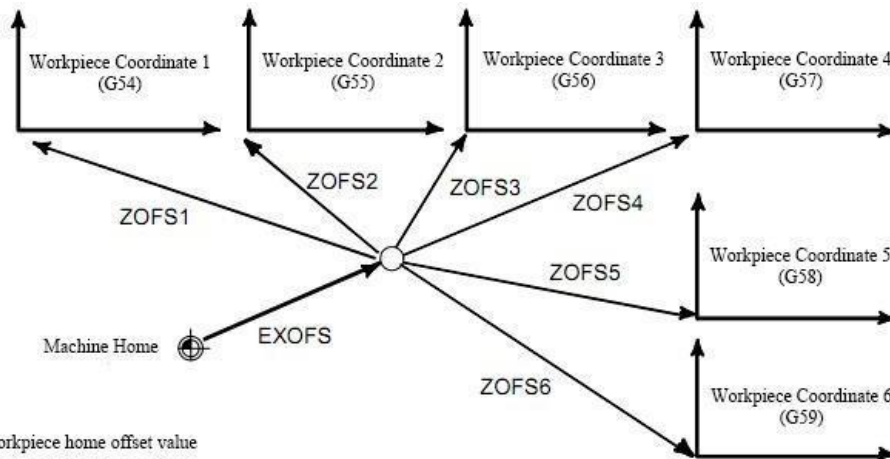 Workpiece Coordinate 1
(G54)
Workpiece Coordinate 2
(G55)
Workpiece Coordinate 3
(G56)
Workpiece Coordinate 4
(G57)
ZOFS1
ZOFS2
ZOFS3
ZOFS4
ZOFS5
Workpiece Coordinate 5
(G58)
Machine Home
EXOFS
ZOFS6
Workpiece Coordinate 6
(G59)
orkpiece home offset value